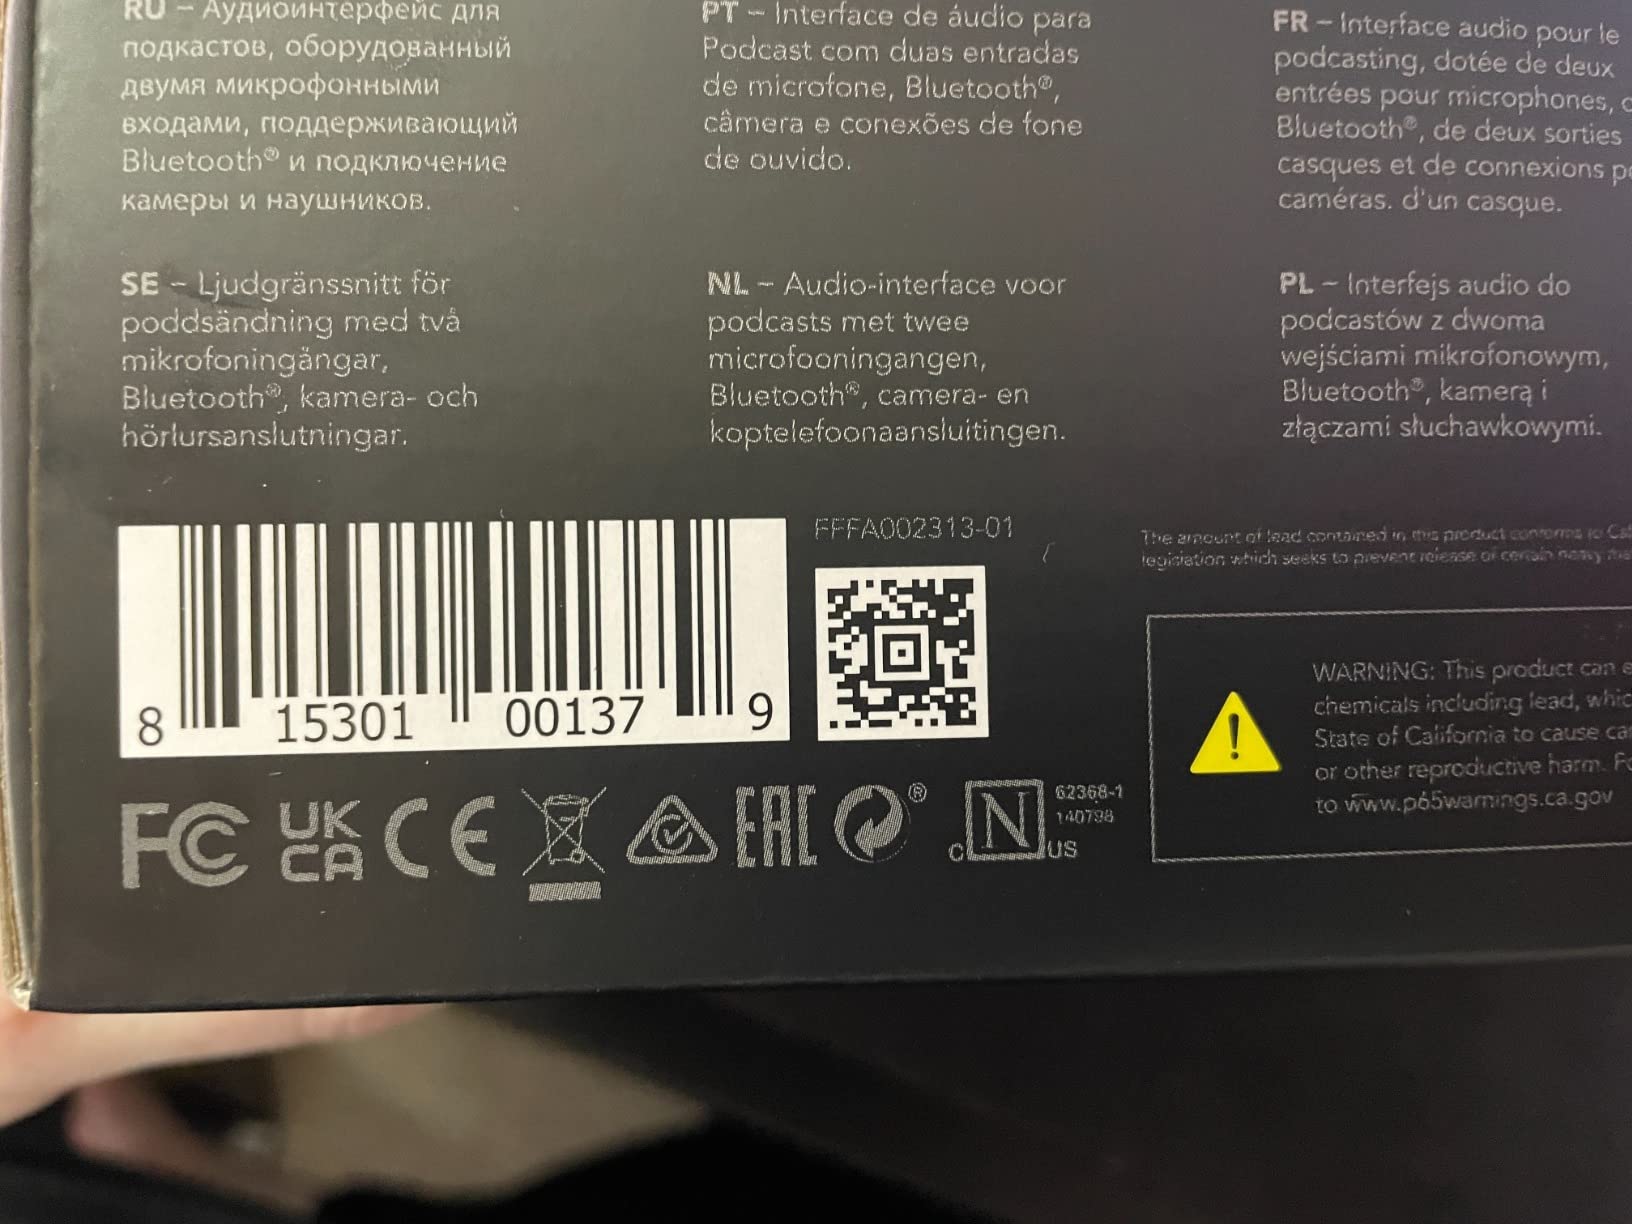 RU – Аудиоинтерфейс для
подкастов, оборудованный
двумя микрофонными
входами, поддерживающий
Bluetooth® и подключение
камеры и наушников.
PT – Interface de áudio para
Podcast com duas entradas
de microfone, Bluetooth®,
câmera e conexões de fone
de ouvido.
FR – Interface audio pour le
podcasting, dotée de deux
entrées pour microphones,
Bluetooth®, de deux sorties
casques et de connexions
caméras. d'un casque.
SE – Ljudgränssnitt för
poddsändning med två
mikrofoningångar,
Bluetooth®, kamera- och
hörlursanslutningar.
NL – Audio-interface voor
podcasts met twee
microfooningangen,
Bluetooth®, camera- en
koptelefoonaansluitingen.
PL – Interfejs audio do
podcastów z dwoma
wejściami mikrofonowym,
Bluetooth®, kamerą i
złączami słuchawkowymi.
8 15301 00137 9
FFFA002313-01
The amount of lead contained in this product conforms to
legislation which seeks to prevent release of certain heavy
WARNING: This product can
chemicals including lead,
State of California to cause
or other reproductive harm.
to www.p65warnings.ca.gov
FC
UK
CA
CE
EAC
®
C N US
62368-1
140798